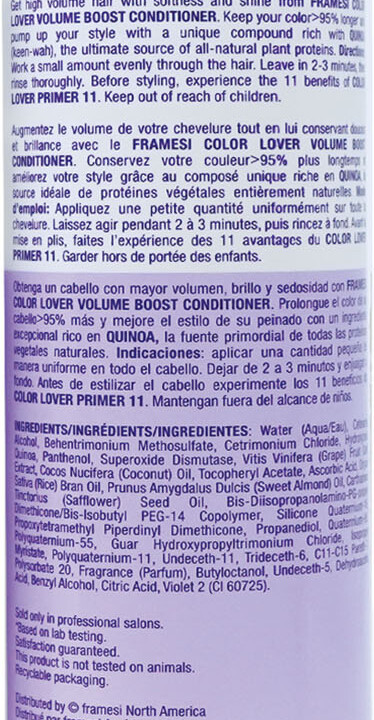 Get high volume hair with softness and shine from FRAMESI COLOR
LOVER VOLUME BOOST CONDITIONER. Keep your color>95% longer
pump up your style with a unique compound rich with QUINOA
(keen-wah), the ultimate source of all-natural plant proteins. Directions
Work a small amount evenly through the hair. Leave in 2-3 minutes,
rinse thoroughly. Before styling, experience the 11 benefits of COLOR
LOVER PRIMER 11. Keep out of reach of children.
Augmentez le volume de votre chevelure tout en lui conservant
et brillance avec le FRAMESI COLOR LOVER VOLUME BOOST
CONDITIONER. Conservez votre couleur>95% plus longtemps
améliorez votre style grâce au composé unique riche en QUINOA
source idéale de protéines végétales entièrement naturelles Mode
d'emploi: Appliquez une petite quantité uniformément sur toute
chevelure. Laissez agir pendant 2 à 3 minutes, puis rincez à fond. Avant
mise en plis, faites l'expérience des 11 avantages du COLOR LOVER
PRIMER 11. Garder hors de portée des enfants.
Obtenga un cabello con mayor volumen, brillo y sedosidad con FRAMESI
COLOR LOVER VOLUME BOOST CONDITIONER. Prolongue el color de
cabello>95% más y mejore el estilo de su peinado con un ingrediente
excepcional rico en QUINOA, la fuente primordial de todas las proteínas
vegetales naturales. Indicaciones: aplicar una cantidad pequeña
manera uniforme en todo el cabello. Dejar de 2 a 3 minutos y enjuagar
fondo. Antes de estilizar el cabello experimente los 11 beneficios
COLOR LOVER PRIMER 11. Mantengan fuera del alcance de niños.
INGREDIENTS/INGRÉDIENTS/INGREDIENTES: Water (Aqua/Eau),
Alcohol, Behentrimonium Methosulfate, Cetrimonium Chloride,
Quinoa, Panthenol, Superoxide Dismutase, Vitis Vinifera (Grape) Fruit
Extract, Cocos Nucifera (Coconut) Oil, Tocopheryl Acetate, Ascorbic Acid,
Sativa (Rice) Bran Oil, Prunus Amygdalus Dulcis (Sweet Almond) Oil,
Tinctorius (Safflower) Seed Oil, Bis-Diisopropanolamino-PG-
Dimethicone/Bis-Isobutyl PEG-14 Copolymer, Silicone Quaternium-
Propoxytetramethyl Piperdinyl Dimethicone, Propanediol,
Polyquaternium-55, Guar Hydroxypropyltrimonium Chloride,
Myristate, Polyquaternium-11, Undeceth-11, Trideceth-6, C11-C15
Polysorbate 20, Fragrance (Parfum), Butyloctanol, Undeceth-5,
Acid, Benzyl Alcohol, Citric Acid, Violet 2 (CI 60725).
Sold only in professional salons.
*Based on lab testing.
Satisfaction guaranteed.
This product is not tested on animals.
Recyclable packaging.
Distributed by © framesi North America